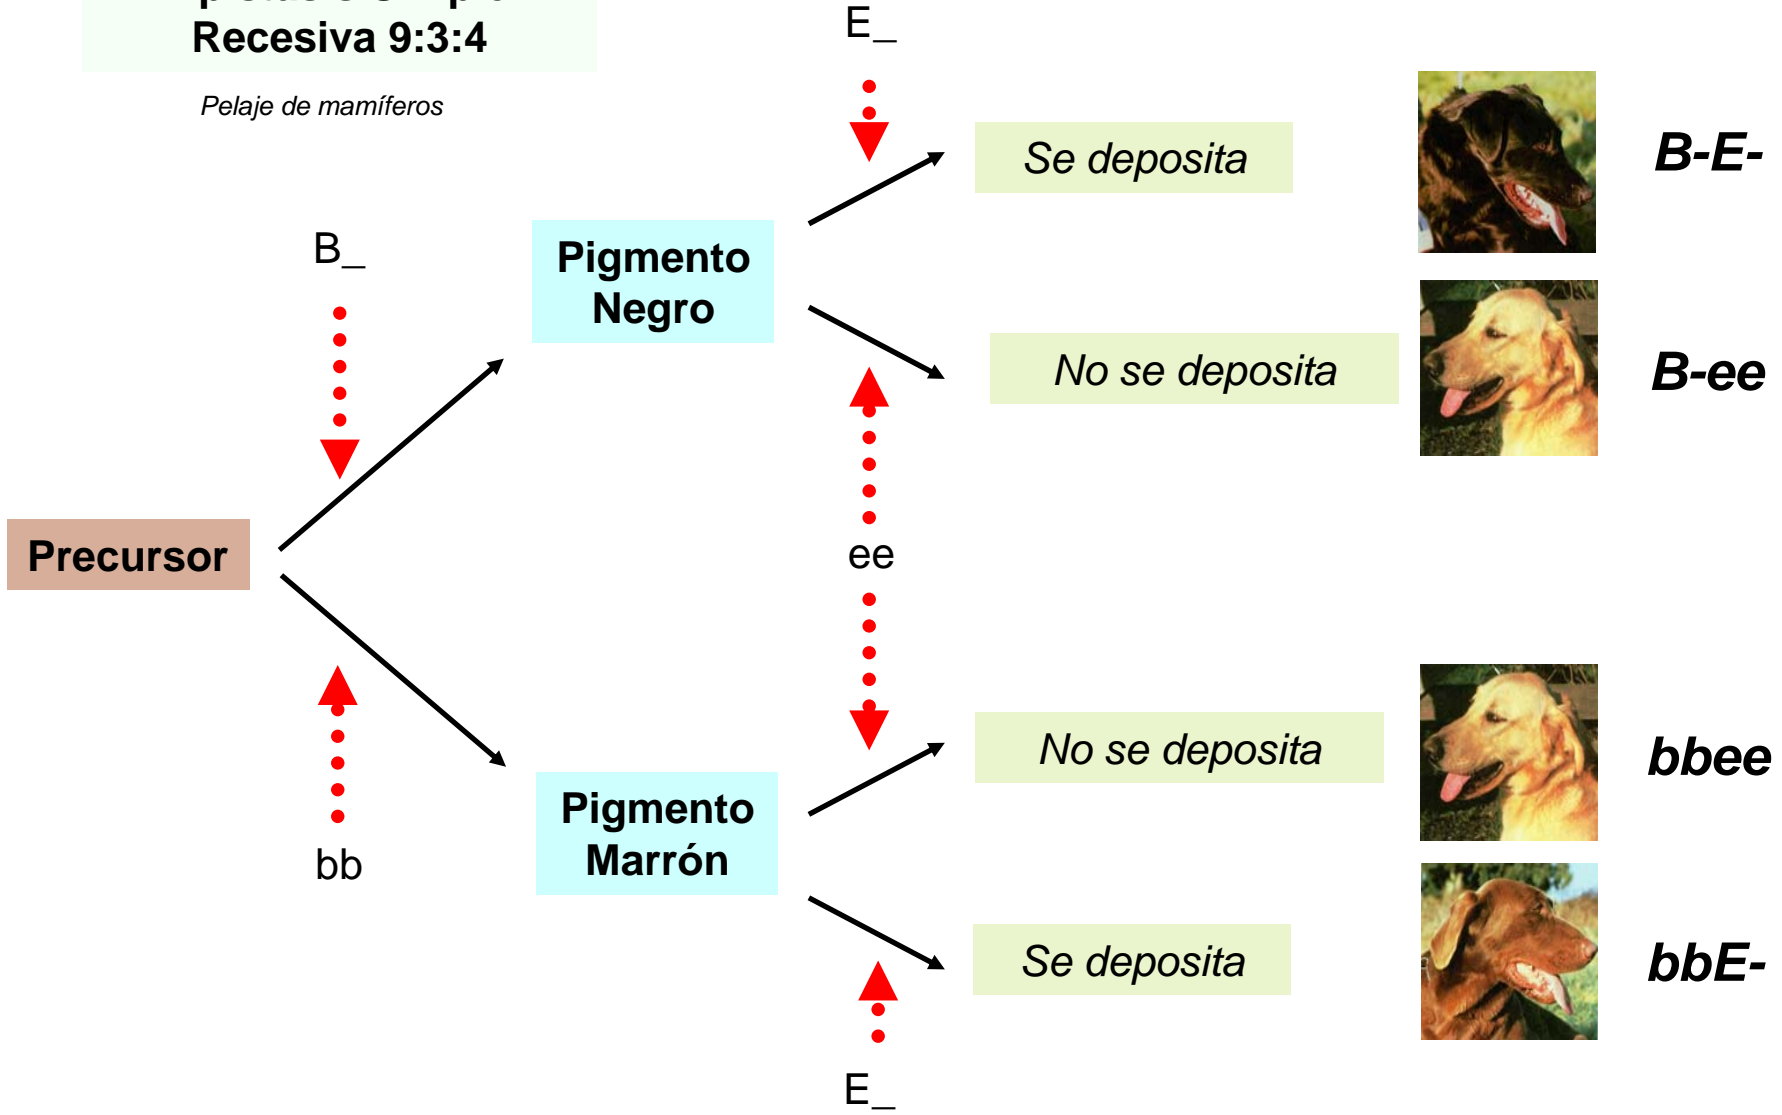 Recesiva 9:3:4
Pelaje de mamíferos
E_
Se deposita
B-E-
B_
Pigmento
Negro
No se deposita
B-ee
Precursor
ee
No se deposita
bbee
bb
Pigmento
Marrón
Se deposita
bbE-
E_